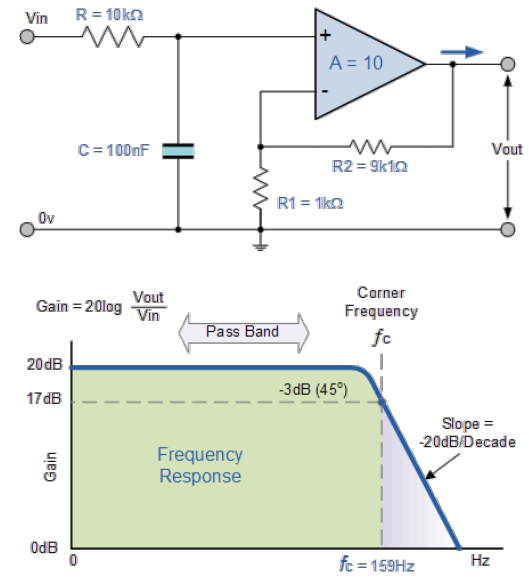 Vin
R = 10kΩ
+
A = 10
-
C = 100nF
R2 = 9k1Ω
Vout
R1 = 1kΩ
0v
Gain = 20log Vout/Vin
Pass Band
Corner
Frequency
fc
20dB
17dB
-3dB (45°)
Slope =
-20dB/Decade
Gain
Frequency
Response
0dB
0
fc = 159Hz
Hz